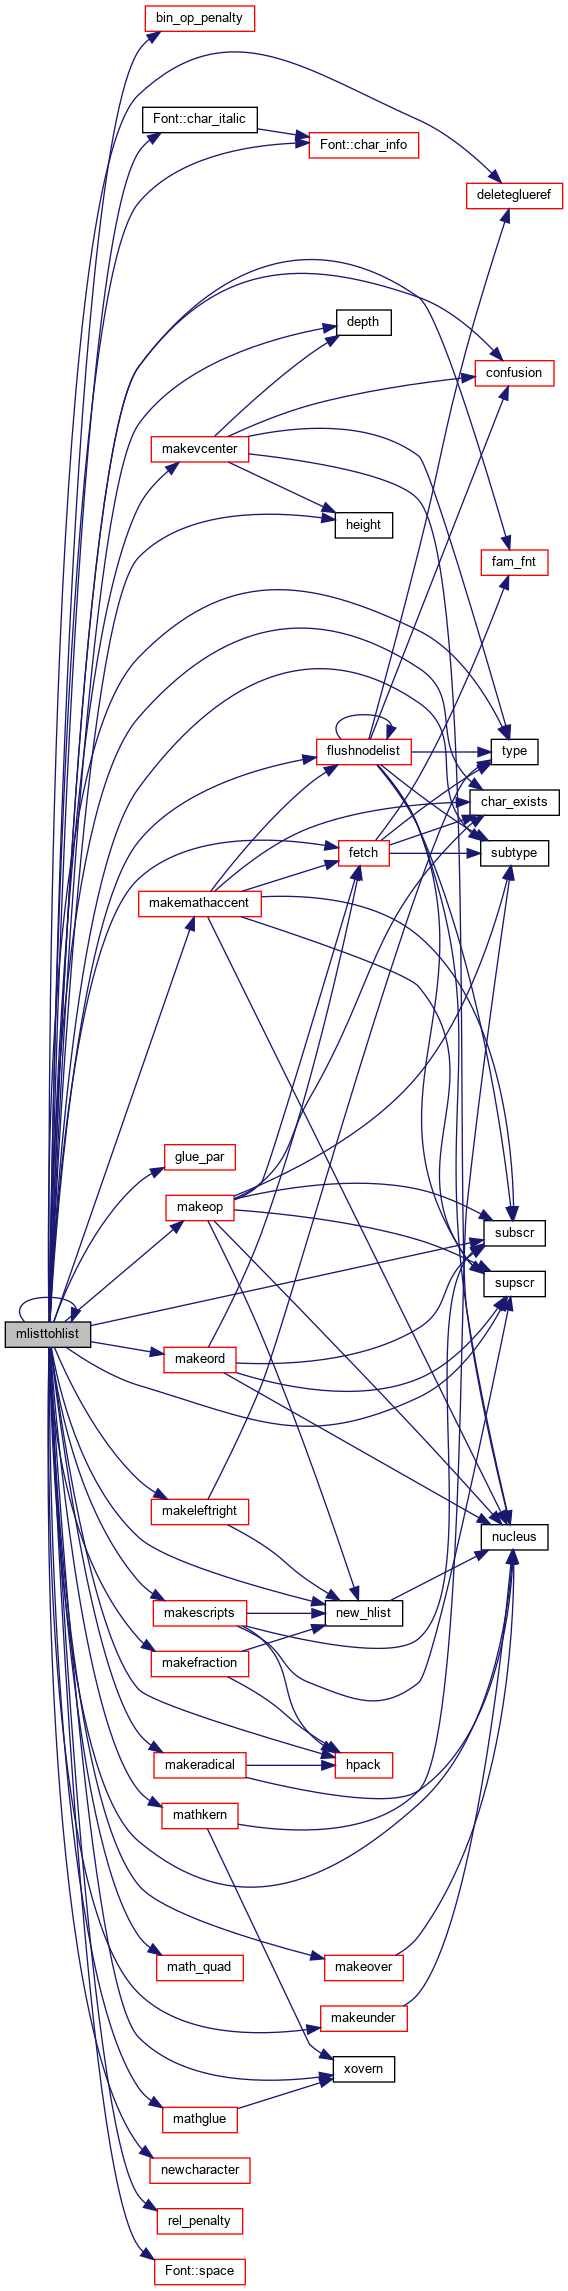 bin_op_penalty
Font::char_italic
Font::char_info
deleteglueref
depth
confusion
makevcenter
height
fam_fnt
flushnodelist
type
char_exists
fetch
subtype
makemathaccent
glue_par
makeop
subscr
supscr
mlisttohlist
makeord
makeleftright
nucleus
makescripts
new_hlist
makefraction
makeradical
hpack
mathkern
math_quad
makeover
makeunder
xovern
mathglue
newcharacter
rel_penalty
Font::space